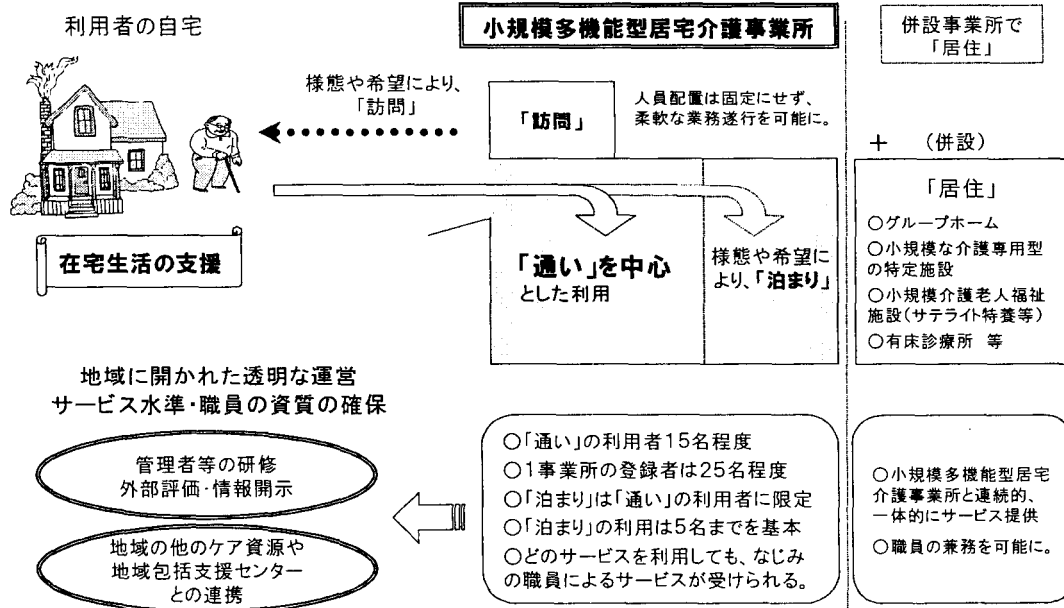 利用者の自宅
小規模多機能型居宅介護事業所
併設事業所で
「居住」
様態や希望により、
「訪問」
「訪問」
人員配置は固定にせず、
柔軟な業務遂行を可能に。
+ (併設)
在宅生活の支援
「通い」を中心
とした利用
様態や希望に
より、「泊まり」
「居住」
○グループホーム
○小規模な介護専用型
の特定施設
○小規模介護老人福祉
施設(サテライト特養等)
○有床診療所 等
地域に開かれた透明な運営
サービス水準・職員の資質の確保
管理者等の研修
外部評価・情報開示
地域の他のケア資源や
地域包括支援センター
との連携
○「通い」の利用者15名程度
○1事業所の登録者は25名程度
○「泊まり」は「通い」の利用者に限定
○「泊まり」の利用は5名までを基本
○どのサービスを利用しても、なじみ
の職員によるサービスが受けられる。
○小規模多機能型居宅
介護事業所と連続的、
一体的にサービス提供
○職員の兼務を可能に。